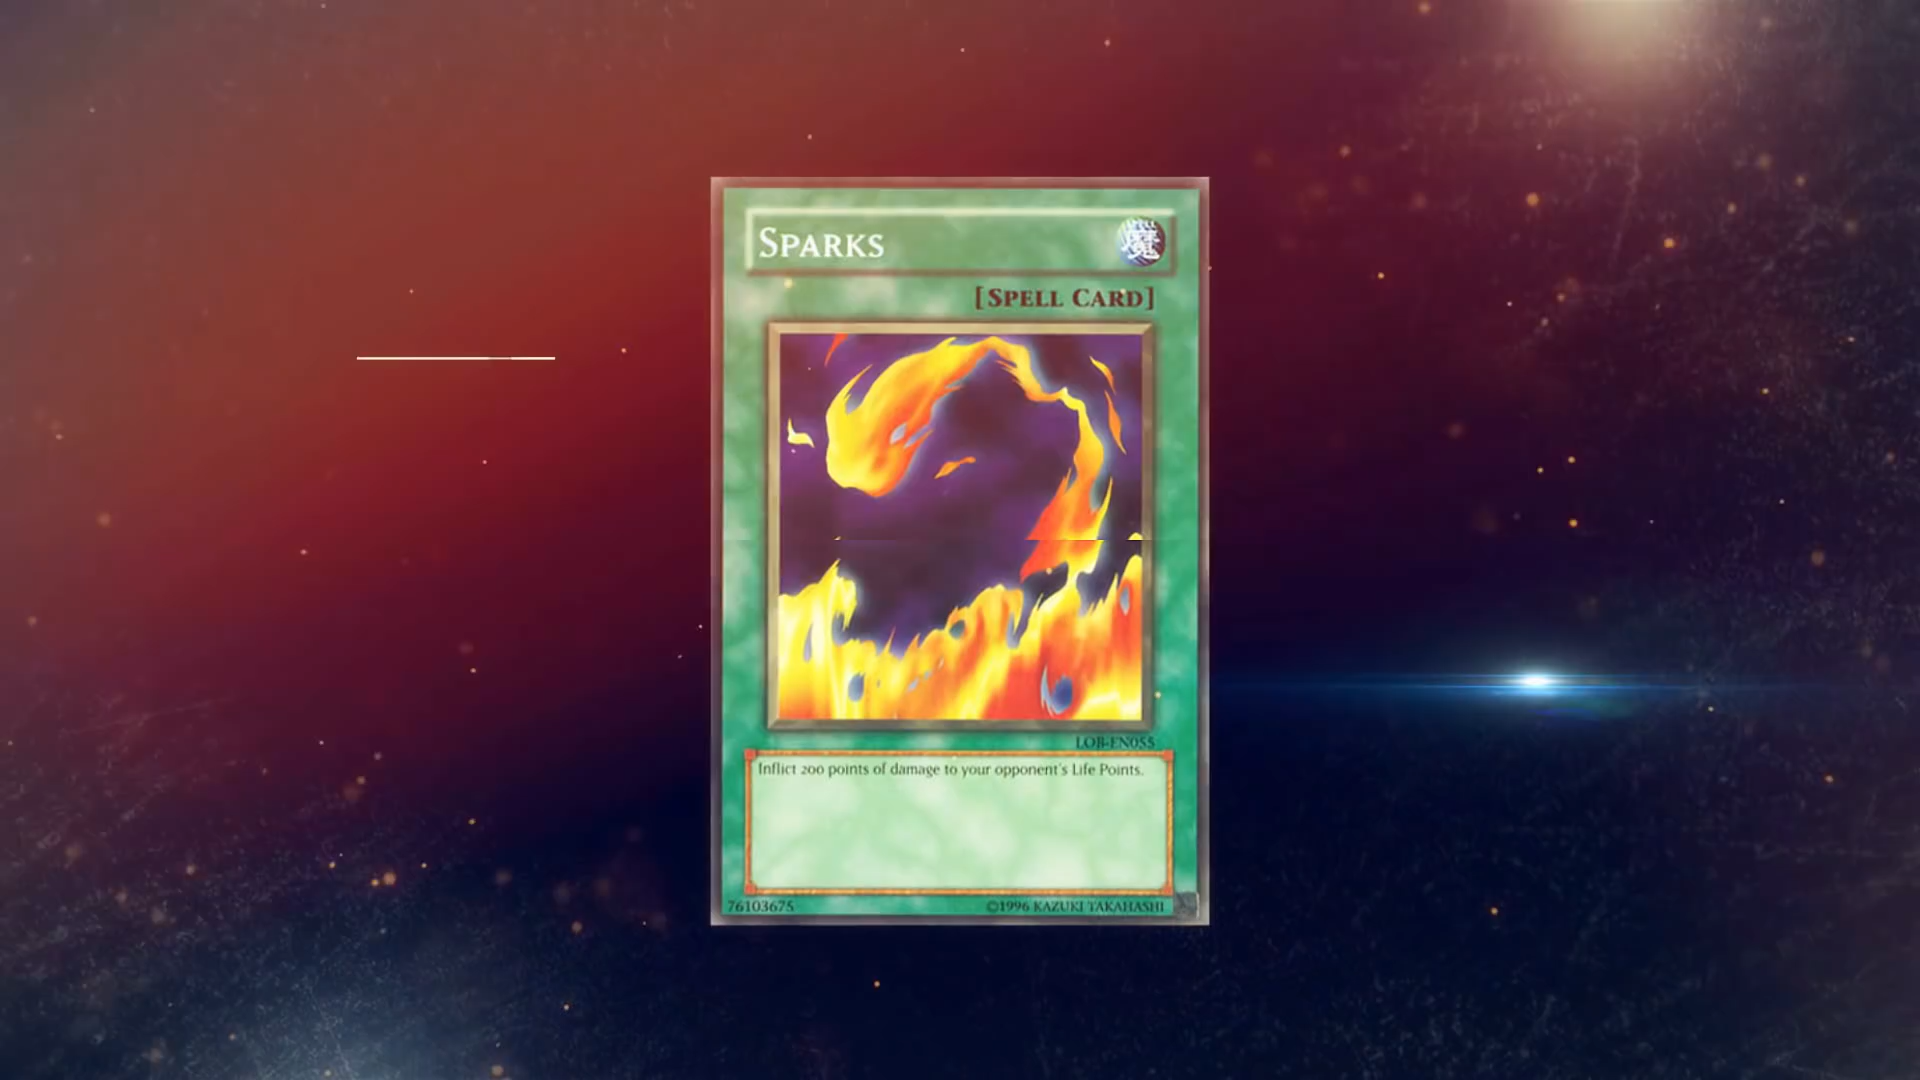 SPARKS
魔
[SPELL CARD]
LOB-EN055
Inflict 200 points of damage to your opponent's Life Points.
76103675
©1996 KAZUKI TAKAHASHI